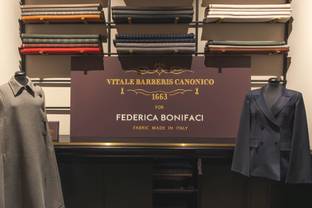 VITALE BARBERIS CANONICO
1663
FOR
FEDERICA BONIFACI
FABRIC MADE IN ITALY